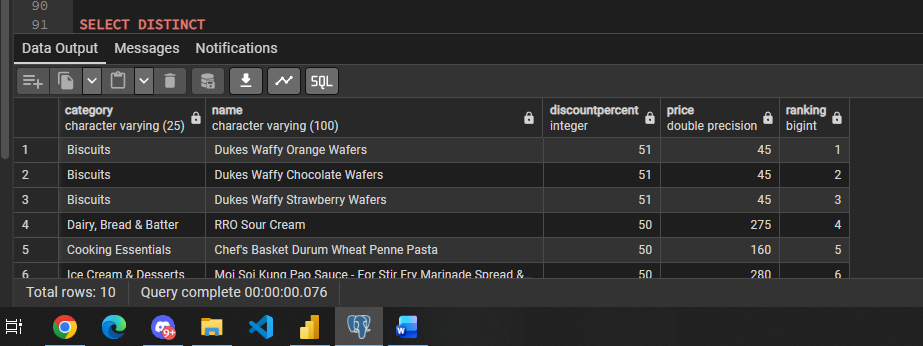 90
91 SELECT DISTINCT
Data Output Messages Notifications
SQL
category name discountpercent price ranking
character varying (25) character varying (100) integer double precision bigint
1 Biscuits Dukes Waffy Orange Wafers 51 45 1
2 Biscuits Dukes Waffy Chocolate Wafers 51 45 2
3 Biscuits Dukes Waffy Strawberry Wafers 51 45 3
4 Dairy, Bread & Batter RRO Sour Cream 50 275 4
5 Cooking Essentials Chef's Basket Durum Wheat Penne Pasta 50 160 5
6 Ice Cream & Desserts Moi Soi Kung Pao Sauce - For Stir Fry Marinade Spread &... 50 280 6
Total rows: 10 Query complete 00:00:00.076
9+ W